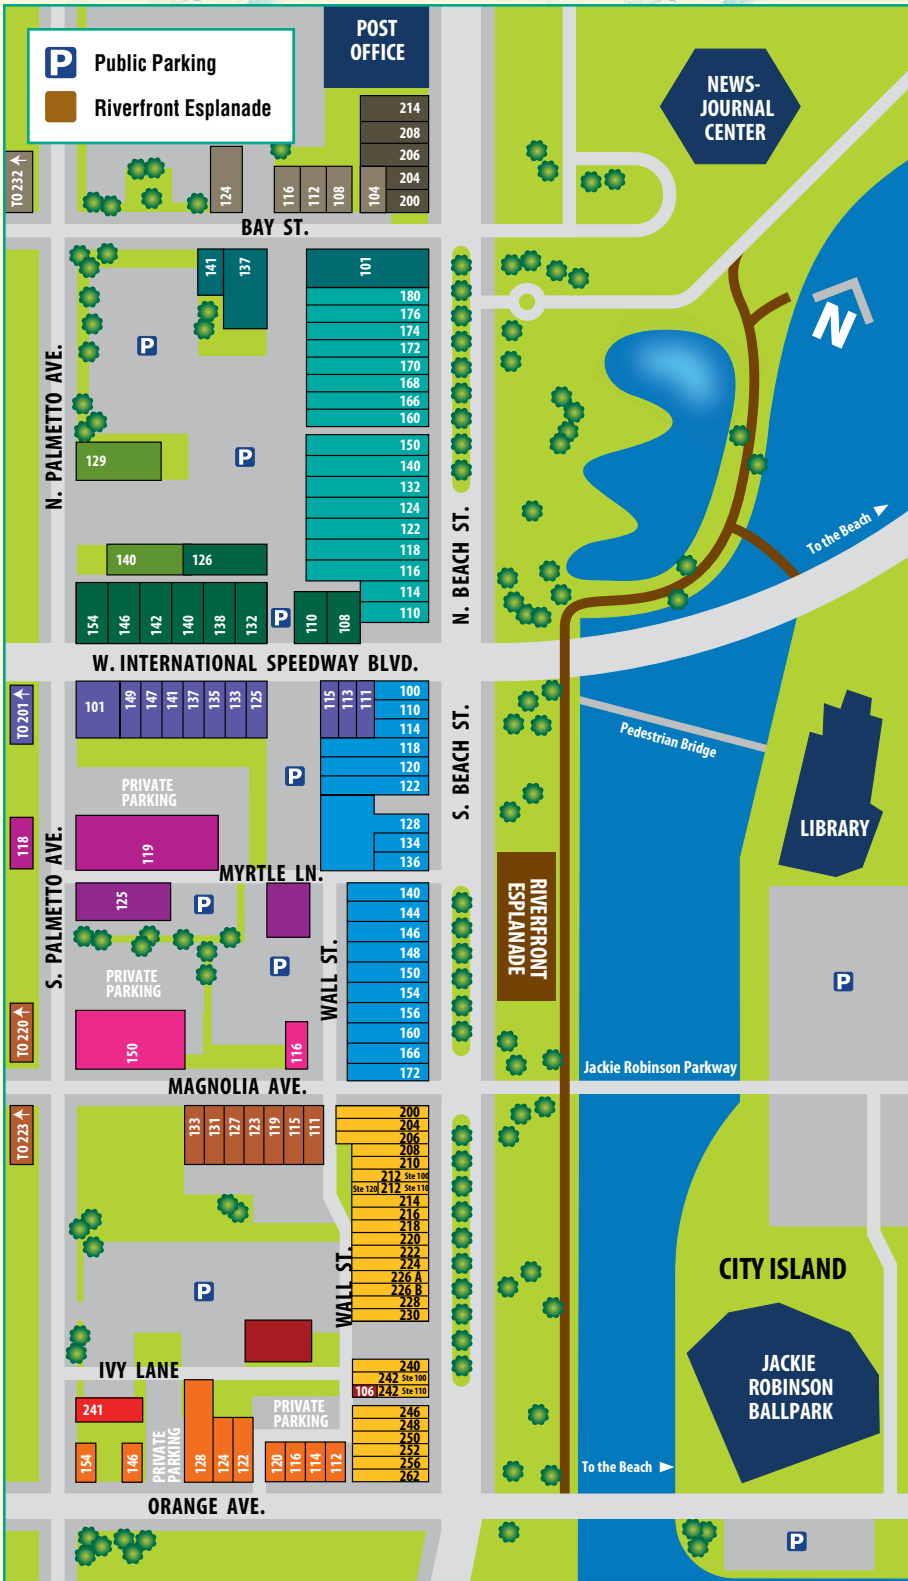 P Public Parking
Riverfront Esplanade
POST
OFFICE
NEWS-
JOURNAL
CENTER
214
208
206
204
200
TO 232
124
116
112
108
104
BAY ST.
141
137
101
180
176
174
172
170
168
166
160
P
N
N. PALMETTO AVE.
129
P
150
140
132
124
122
118
116
114
110
N. BEACH ST.
To the Beach
140
126
154
146
142
140
138
132
P
110
108
W. INTERNATIONAL SPEEDWAY BLVD.
TO 201
101
149
147
141
137
135
133
125
115
113
111
100
110
114
118
120
122
128
134
136
S. BEACH ST.
Pedestrian Bridge
P
PRIVATE
PARKING
118
119
LIBRARY
S. PALMETTO AVE.
MYRTLE LN.
125
P
P
WALL ST.
140
144
146
148
150
154
156
160
166
172
RIVERFRONT
ESPLANADE
P
PRIVATE
PARKING
TO 220
150
116
Jackie Robinson Parkway
MAGNOLIA AVE.
TO 223
133
131
127
123
119
115
111
200
204
206
208
210
212 Ste 100
Ste 120 212 Ste 110
214
216
218
220
222
224
226 A
226 B
228
230
WALL ST.
P
CITY ISLAND
IVY LANE
240
242 Ste 100
106 242 Ste 110
JACKIE
ROBINSON
BALLPARK
241
PRIVATE
PARKING
PRIVATE
PARKING
246
248
250
252
256
262
154
146
128
124
122
120
116
114
112
To the Beach
ORANGE AVE.
P